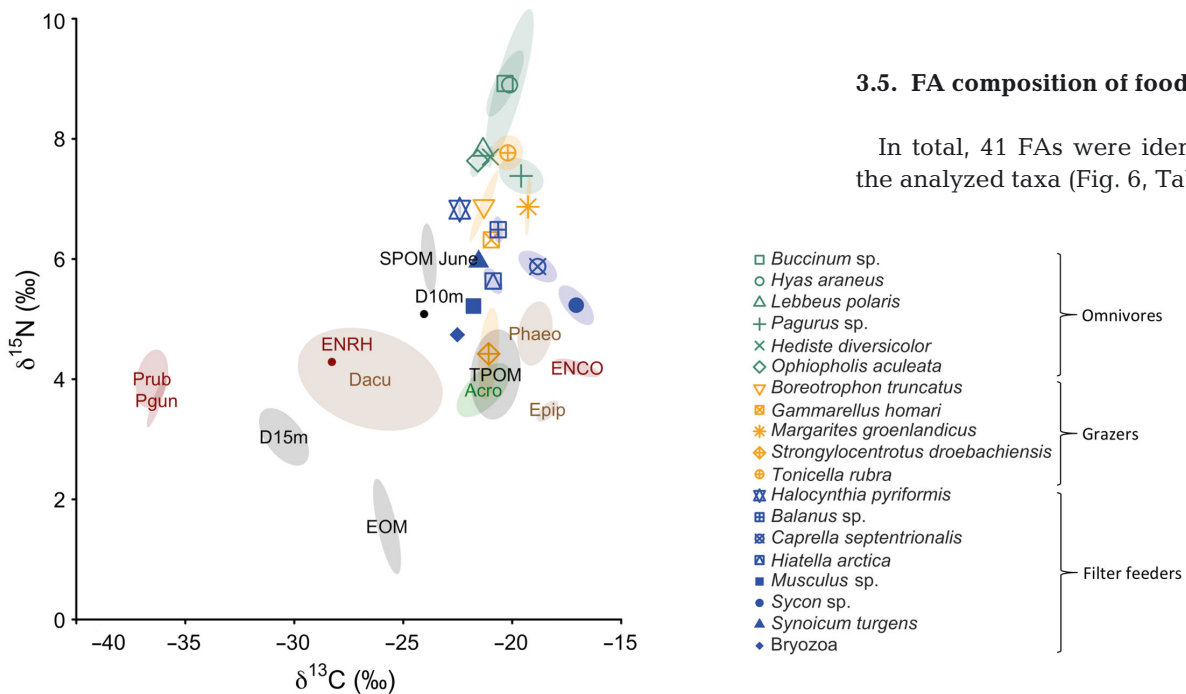 10
8
6
4
2
0
δ15N (‰)
–40
–35
–30
–25
–20
–15
δ13C (‰)
SPOM June
D10m
ENRH
Dacu
Prub
Pgun
D15m
EOM
Phaeo
TPOM
Acro
ENCO
Epip
3.5. FA composition of food
In total, 41 FAs were iden
the analyzed taxa (Fig. 6, Tab
Buccinum sp.
Hyas araneus
Lebbeus polaris
Pagurus sp.
Hediste diversicolor
Ophiopholis aculeata
Omnivores
Boreotrophon truncatus
Gammarellus homari
Margarites groenlandicus
Strongylocentrotus droebachiensis
Tonicella rubra
Grazers
Halocynthia pyriformis
Balanus sp.
Caprella septentrionalis
Hiatella arctica
Musculus sp.
Sycon sp.
Synoicum turgens
Bryozoa
Filter feeders